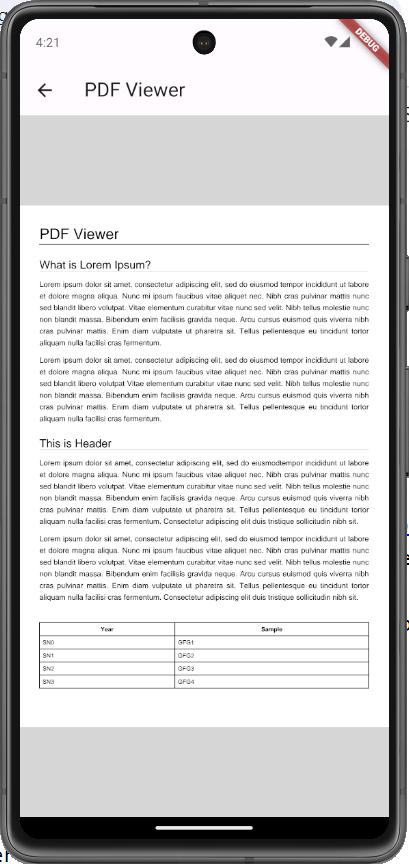 4:21
DEBUG
PDF Viewer
PDF Viewer
What is Lorem Ipsum?
Lorem ipsum dolor sit amet, consectetur adipiscing elit, sed do eiusmod tempor incididunt ut labore
et dolore magna aliqua. Nunc mi ipsum faucibus vitae aliquet nec. Nibh cras pulvinar mattis nunc
sed blandit libero volutpat. Vitae elementum curabitur vitae nunc sed velit. Nibh tellus molestie nunc
non blandit massa. Bibendum enim facilisis gravida neque. Arcu cursus euismod quis viverra nibh
cras pulvinar mattis. Enim diam vulputate ut pharetra sit. Tellus pellentesque eu tincidunt tortor
aliquam nulla facilisi cras fermentum.
Lorem ipsum dolor sit amet, consectetur adipiscing elit, sed do eiusmod tempor incididunt ut labore
et dolore magna aliqua. Nunc mi ipsum faucibus vitae aliquet nec. Nibh cras pulvinar mattis nunc
sed blandit libero volutpat Vitae elementum curabitur vitae nunc sed velit. Nibh tellus molestie nunc
non blandit massa. Bibendum enim facilisis gravida neque. Arcu cursus euismod quis viverra nibh
cras pulvinar mattis. Enim diam vulputate ut pharetra sit. Tellus pellentesque eu tincidunt tortor
aliquam nulla facilisi cras fermentum.
This is Header
Lorem ipsum dolor sit amet, consectetur adipiscing elit, sed do eiusmodtempor incididunt ut labore
et dolore magna aliqua. Nunc mi ipsum faucibus vitae aliquet nec. Nibh cras pulvinar mattis nunc
sed blandit libero volutpat. Vitae elementum curabitur vitae nunc sed velit. Nibh tellus molestie nunc
non blandit massa. Bibendum enim facilisis gravida neque. Arcu cursus euismod quis viverra nibh
cras pulvinar mattis. Enim diam vulputate ut pharetra sit. Tellus pellentesque eu tincidunt tortor
aliquam nulla facilisi cras fermentum. Consectetur adipiscing elit duis tristique sollicitudin nibh sit.
Lorem ipsum dolor sit amet, consectetur adipiscing elit, sed do eiusmod tempor incididunt ut labore
et dolore magna aliqua. Nunc mi ipsum faucibus vitae aliquet nec. Nibh cras pulvinar mattis nunc
sed blandit libero volutpat. Vitae elementum curabitur vitae nunc sed velit. Nibh tellus molestie nunc
non blandit massa. Bibendum enim facilisis gravida neque. Arcu cursus euismod quis viverra nibh
cras pulvinar mattis. Enim diam vulputate ut pharetra sit. Tellus pellentesque eu tincidunt tortor
aliquam nulla facilisi cras fermentum. Consectetur adipiscing elit duis tristique sollicitudin nibh sit.
Year Sample
SN0 GFG1
SN1 GFG2
SN2 GFG3
SN3 GFG4